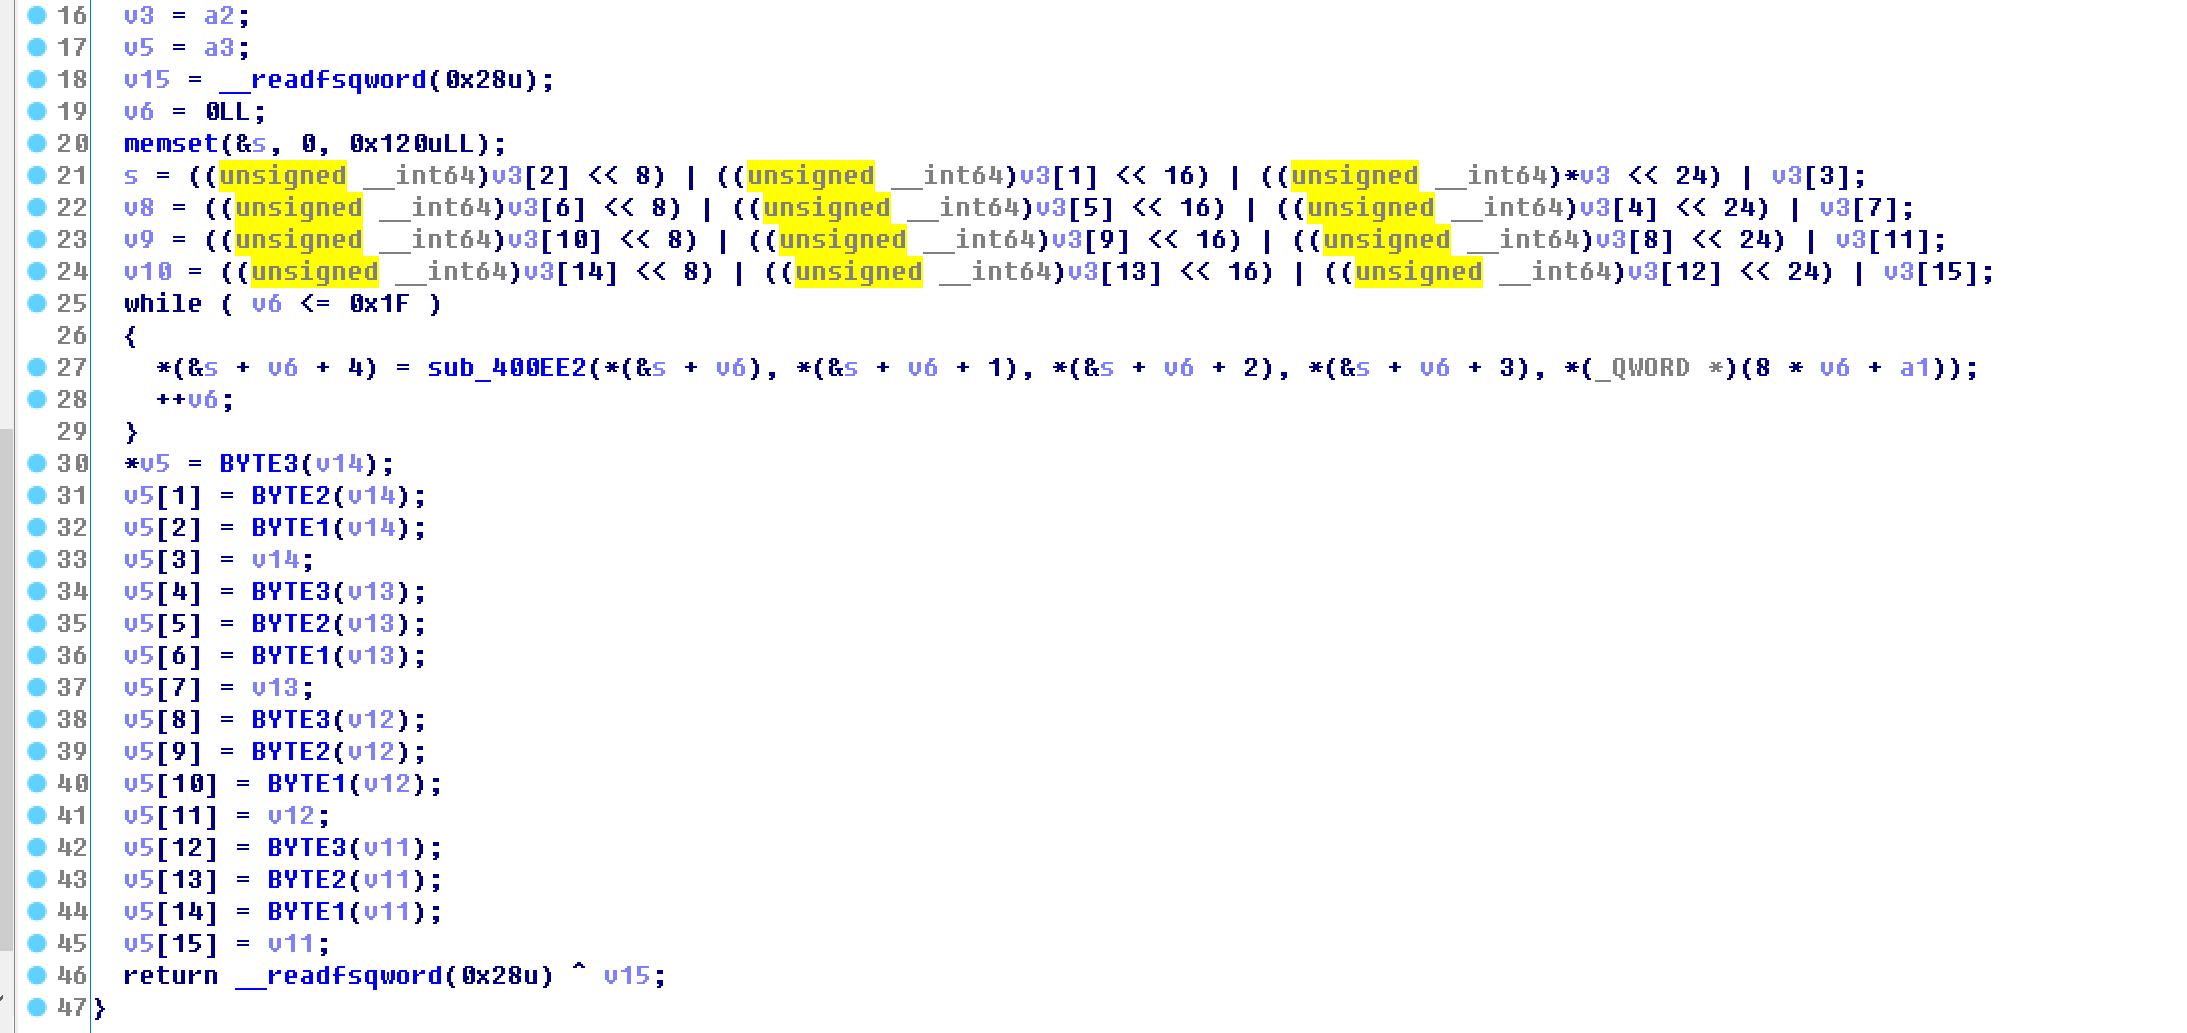 16 v3 = a2;
17 v5 = a3;
18 v15 = __readfsqword(0x28u);
19 v6 = 0LL;
20 memset(&s, 0, 0x120uLL);
21 s = ((unsigned __int64)v3[2] << 8) | ((unsigned __int64)v3[1] << 16) | ((unsigned __int64)*v3 << 24) | v3[3];
22 v8 = ((unsigned __int64)v3[6] << 8) | ((unsigned __int64)v3[5] << 16) | ((unsigned __int64)v3[4] << 24) | v3[7];
23 v9 = ((unsigned __int64)v3[10] << 8) | ((unsigned __int64)v3[9] << 16) | ((unsigned __int64)v3[8] << 24) | v3[11];
24 v10 = ((unsigned __int64)v3[14] << 8) | ((unsigned __int64)v3[13] << 16) | ((unsigned __int64)v3[12] << 24) | v3[15];
25 while ( v6 <= 0x1F )
26 {
27 *(&s + v6 + 4) = sub_400EE2(*(&s + v6), *(&s + v6 + 1), *(&s + v6 + 2), *(&s + v6 + 3), *(_QWORD *)(8 * v6 + a1));
28 ++v6;
29 }
30 *v5 = BYTE3(v14);
31 v5[1] = BYTE2(v14);
32 v5[2] = BYTE1(v14);
33 v5[3] = v14;
34 v5[4] = BYTE3(v13);
35 v5[5] = BYTE2(v13);
36 v5[6] = BYTE1(v13);
37 v5[7] = v13;
38 v5[8] = BYTE3(v12);
39 v5[9] = BYTE2(v12);
40 v5[10] = BYTE1(v12);
41 v5[11] = v12;
42 v5[12] = BYTE3(v11);
43 v5[13] = BYTE2(v11);
44 v5[14] = BYTE1(v11);
45 v5[15] = v11;
46 return __readfsqword(0x28u) ^ v15;
47 }